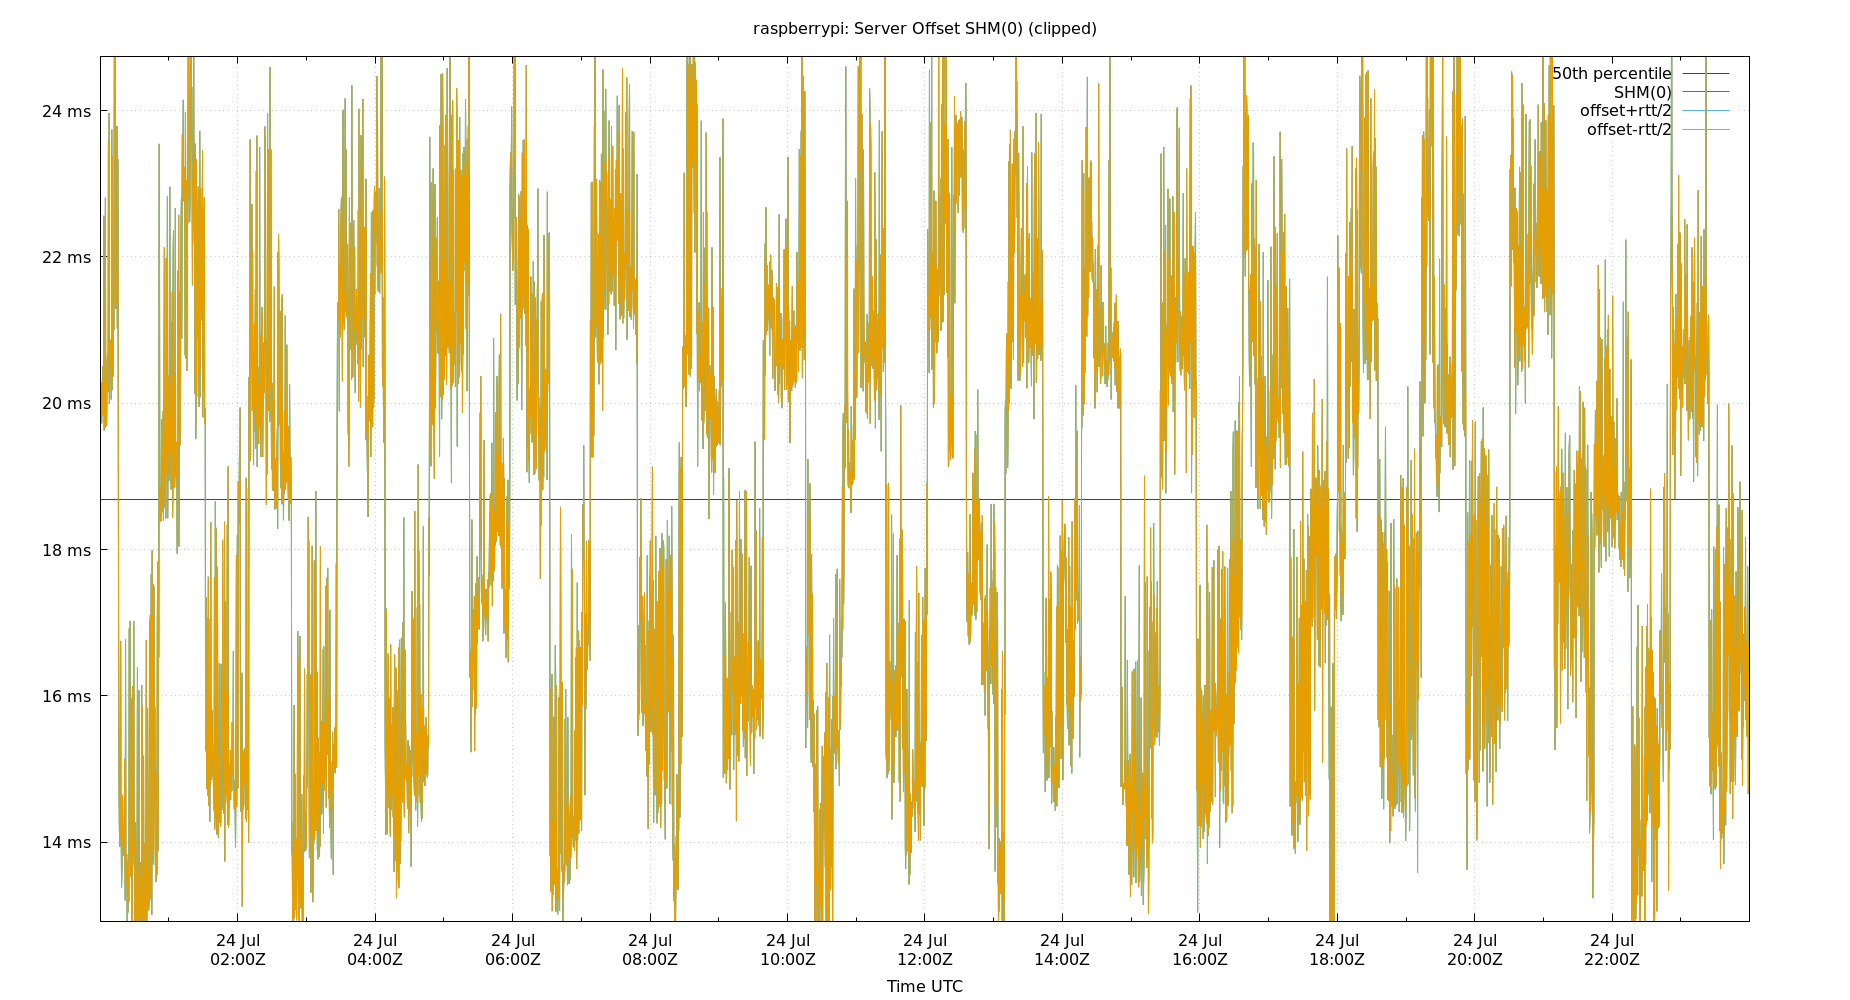 raspberrypi: Server Offset SHM(0) (clipped)
50th percentile
SHM(0)
offset+rtt/2
offset-rtt/2
24 ms
22 ms
20 ms
18 ms
16 ms
14 ms
24 Jul 24 Jul 24 Jul 24 Jul 24 Jul 24 Jul 24 Jul 24 Jul 24 Jul 24 Jul 24 Jul
02:00Z 04:00Z 06:00Z 08:00Z 10:00Z 12:00Z 14:00Z 16:00Z 18:00Z 20:00Z 22:00Z
Time UTC